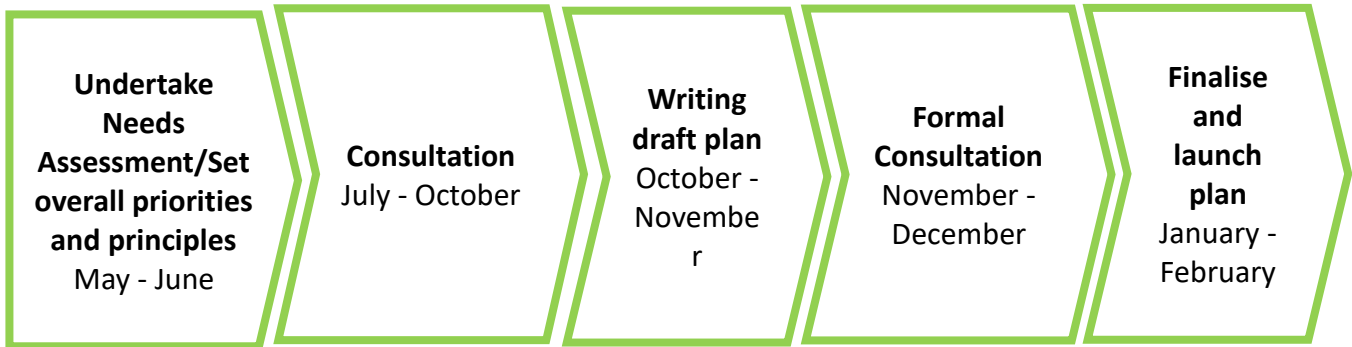 Undertake
Needs
Assessment/Set
overall priorities
and principles
May - June
Consultation
July - October
Writing
draft plan
October -
Novembe
r
Formal
Consultation
November -
December
Finalise
and
launch
plan
January -
February